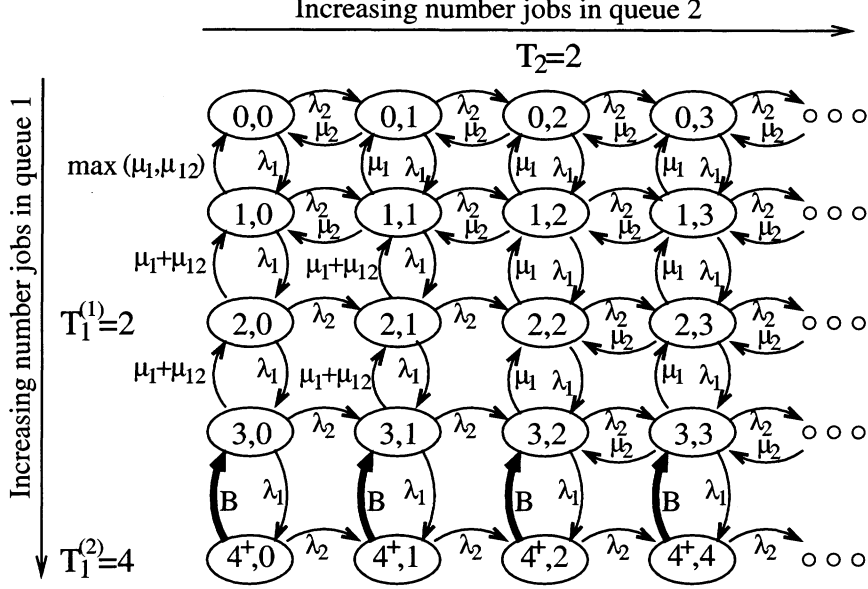 Increasing number jobs in queue 2
T₂=2
Increasing number jobs in queue 1
λ₂ λ₂ λ₂ λ₂
0,0 0,1 0,2 0,3
μ₂ μ₂ μ₂ μ₂
max (μ₁,μ₁₂) λ₁ μ₁ λ₁ μ₁ λ₁ μ₁ λ₁
λ₂ λ₂ λ₂ λ₂
1,0 1,1 1,2 1,3
μ₂ μ₂ μ₂ μ₂
μ₁+μ₁₂ λ₁ μ₁+μ₁₂ λ₁ μ₁ λ₁ μ₁ λ₁
T₁⁽¹⁾=2 2,0 λ₂ 2,1 λ₂ 2,2 λ₂ 2,3 λ₂
μ₂ μ₂
μ₁+μ₁₂ λ₁ μ₁+μ₁₂ λ₁ μ₁ λ₁ μ₁ λ₁
3,0 λ₂ 3,1 λ₂ 3,2 λ₂ 3,3 λ₂
μ₂ μ₂
B λ₁ B λ₁ B λ₁ B λ₁
T₁⁽²⁾=4 4⁺,0 λ₂ 4⁺,1 λ₂ 4⁺,2 λ₂ 4⁺,4 λ₂